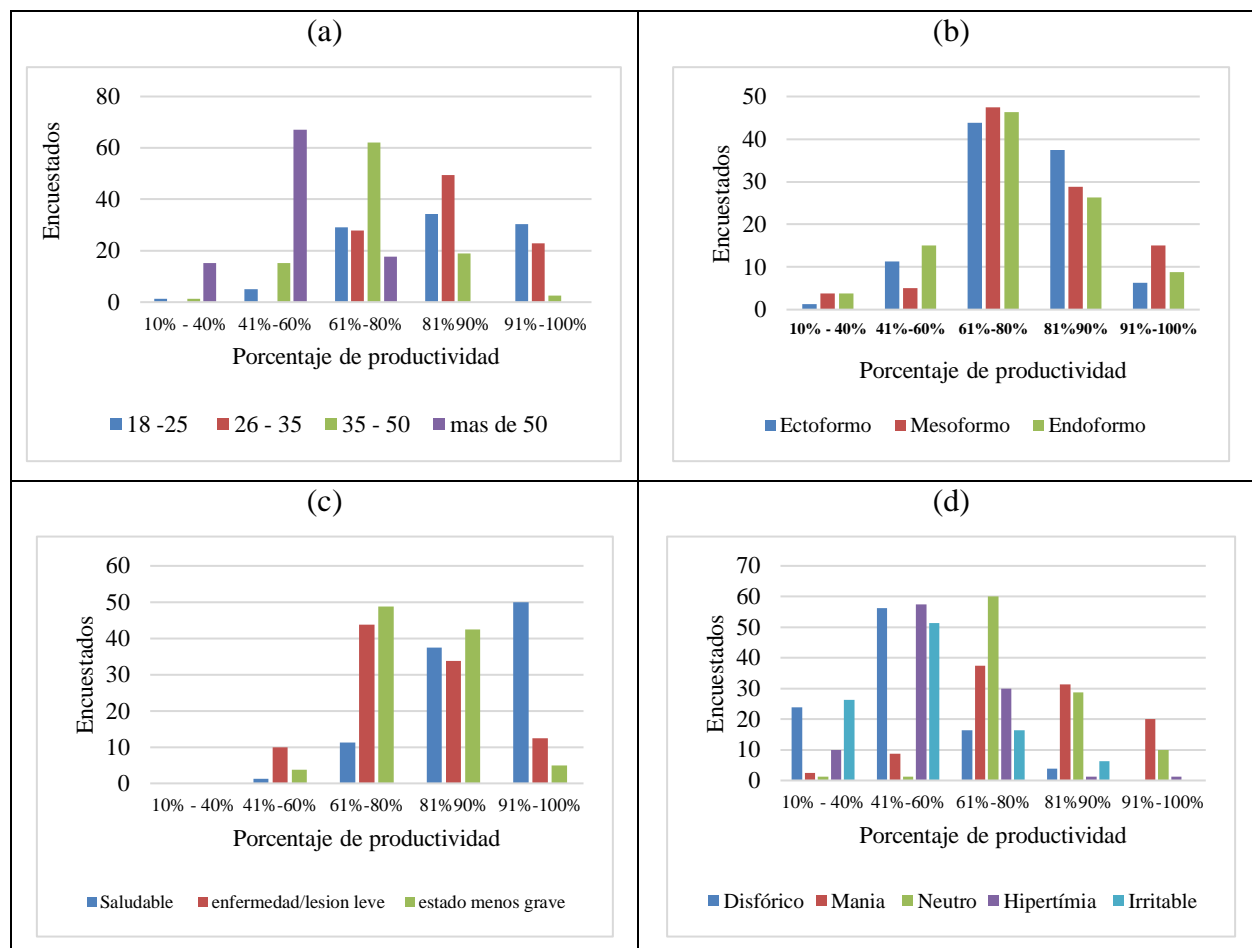 (a)
80
60
40
20
0
Encuestados
10% - 40% 41%-60% 61%-80% 81%90% 91%-100%
Porcentaje de productividad
18 -25 26 - 35 35 - 50 mas de 50
(b)
50
40
30
20
10
0
Encuestados
10% - 40% 41%-60% 61%-80% 81%90% 91%-100%
Porcentaje de productividad
Ectoformo Mesoformo Endoformo
(c)
60
50
40
30
20
10
0
Encuestados
10% - 40% 41%-60% 61%-80% 81%90% 91%-100%
Porcentaje de productividad
Saludable enfermedad/lesion leve estado menos grave
(d)
70
60
50
40
30
20
10
0
Encuestados
10% - 40% 41%-60% 61%-80% 81%90% 91%-100%
Porcentaje de productividad
Disfórico Mania Neutro Hipertímia Irritable